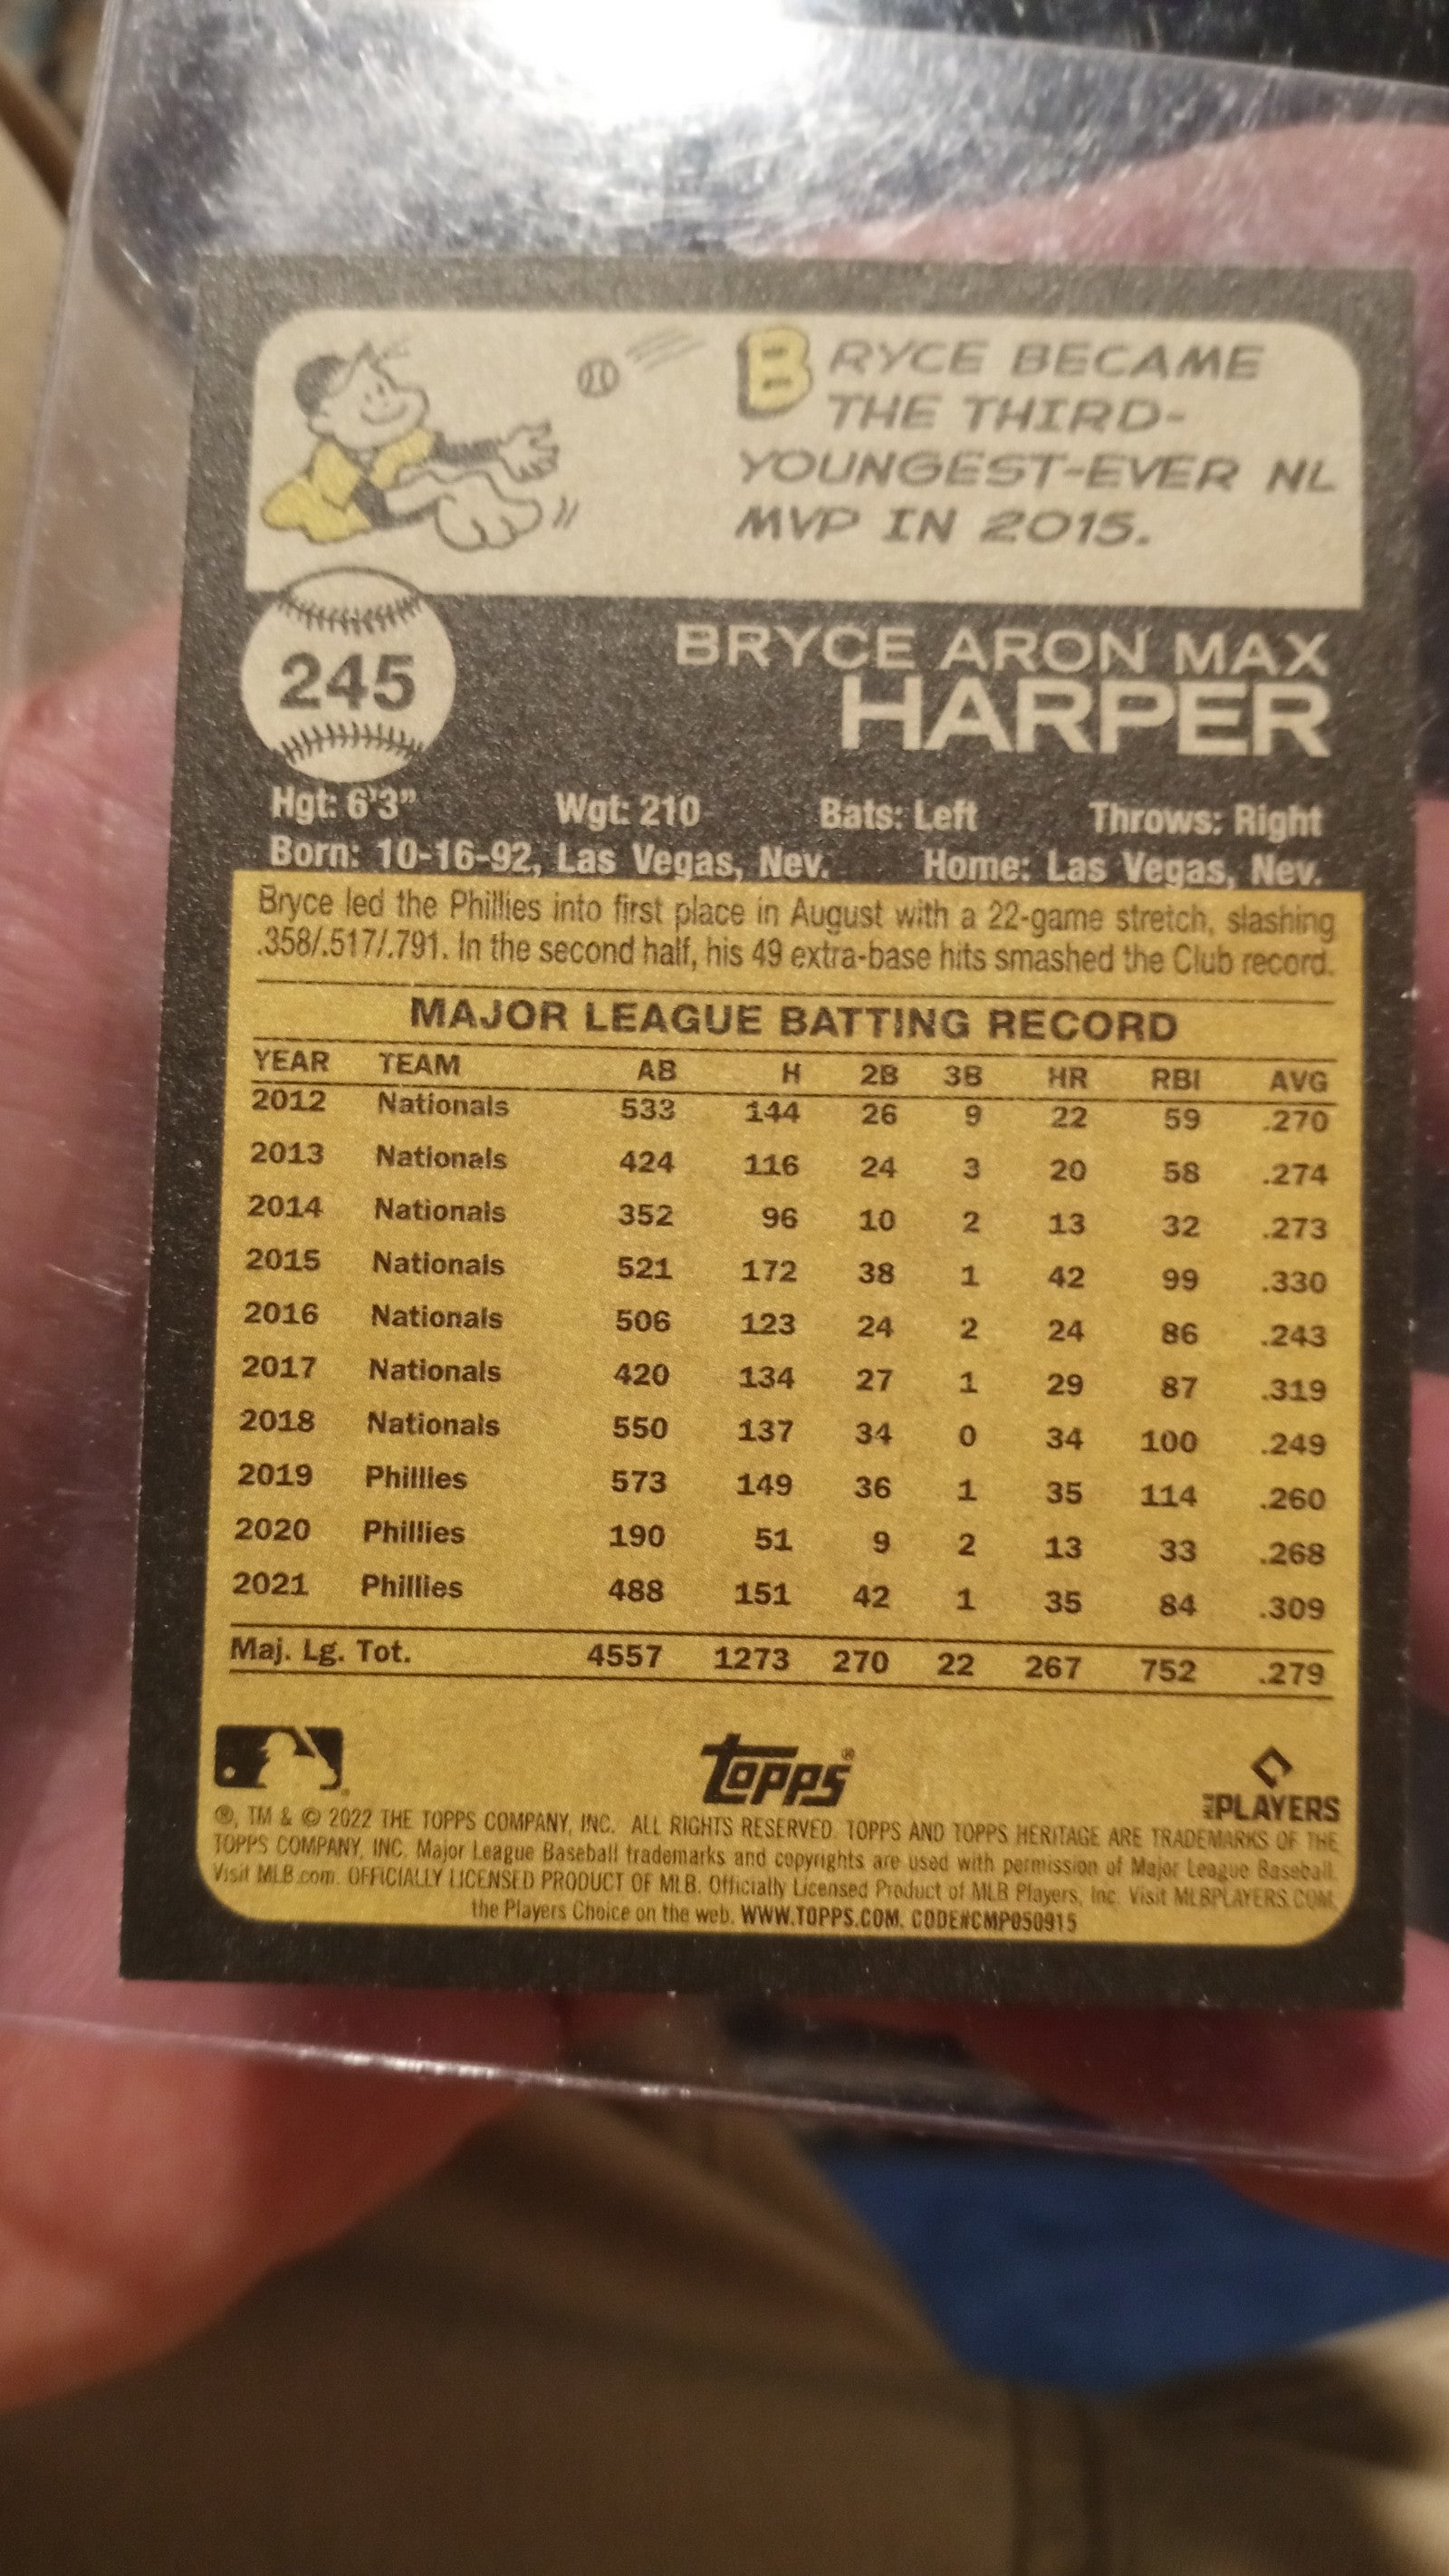 BRYCE BECAME
THE THIRD-
YOUNGEST-EVER NL
MVP IN 2015.
245
BRYCE ARON MAX
HARPER
Hgt: 6'3" Wgt: 210 Bats: Left Throws: Right
Born: 10-16-92, Las Vegas, Nev. Home: Las Vegas, Nev.
Bryce led the Phillies into first place in August with a 22-game stretch, slashing
.358/.517/.791. In the second half, his 49 extra-base hits smashed the Club record.
MAJOR LEAGUE BATTING RECORD
YEAR TEAM AB H 2B 3B HR RBI AVG
2012 Nationals 533 144 26 9 22 59 .270
2013 Nationals 424 116 24 3 20 58 .274
2014 Nationals 352 96 10 2 13 32 .273
2015 Nationals 521 172 38 1 42 99 .330
2016 Nationals 506 123 24 2 24 86 .243
2017 Nationals 420 134 27 1 29 87 .319
2018 Nationals 550 137 34 0 34 100 .249
2019 Phillies 573 149 36 1 35 114 .260
2020 Phillies 190 51 9 2 13 33 .268
2021 Phillies 488 151 42 1 35 84 .309
Maj. Lg. Tot. 4557 1273 270 22 267 752 .279
Topps®
PLAYERS
®, TM & © 2022 THE TOPPS COMPANY, INC. ALL RIGHTS RESERVED. TOPPS AND TOPPS HERITAGE ARE TRADEMARKS OF THE
TOPPS COMPANY, INC. Major League Baseball trademarks and copyrights are used with permission of Major League Baseball.
Visit MLB.com. OFFICIALLY LICENSED PRODUCT OF MLB. Officially Licensed Product of MLB Players, Inc. Visit MLBPLAYERS.COM,
the Players Choice on the web. WWW.TOPPS.COM. CODE#CMP050915